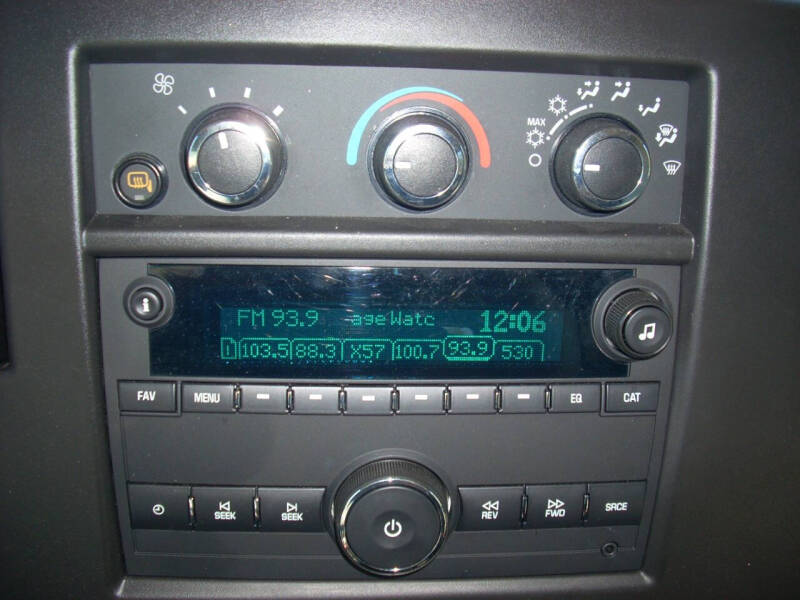 MAX
FM 93.9 ageWatc 12:06
1 103.5 88.3 X57 100.7 93.9 530
FAV MENU EQ CAT
SEEK SEEK REV FWD SRCE